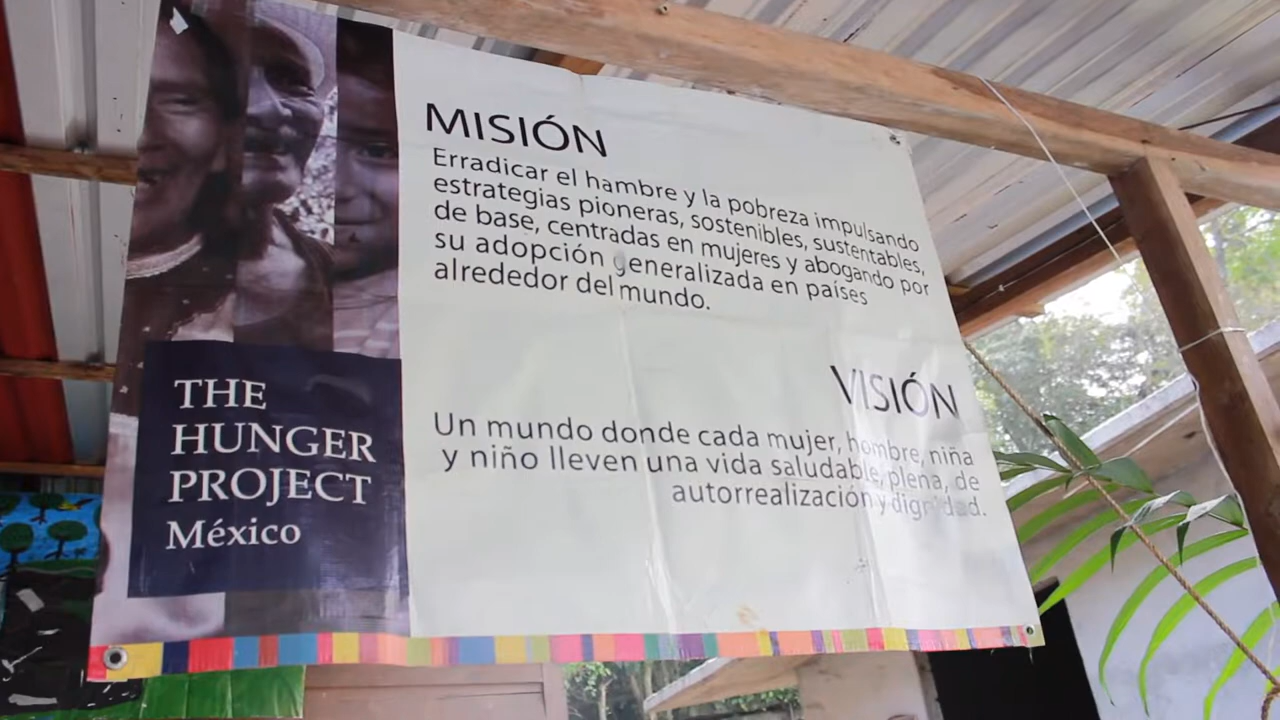 MISIÓN
Erradicar el hambre y la pobreza impulsando
estrategias pioneras, sostenibles, sustentables,
de base, centradas en mujeres y abogando por
su adopción generalizada en países
alrededor del mundo.
VISIÓN
Un mundo donde cada mujer, hombre, niña
y niño lleven una vida saludable, plena, de
autorrealización y dignidad.
THE
HUNGER
PROJECT
México